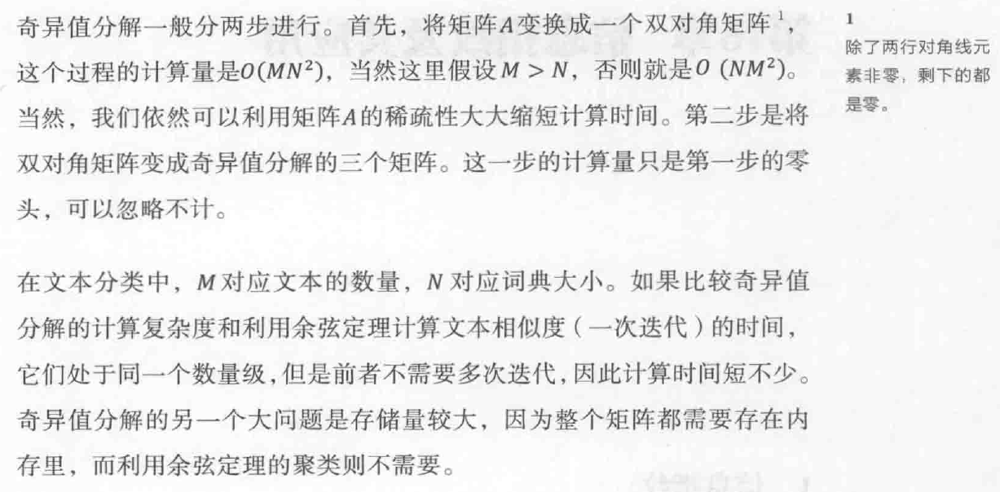 奇异值分解一般分两步进行。首先，将矩阵A变换成一个双对角矩阵¹，
这个过程的计算量是O(MN²)，当然这里假设M > N，否则就是O (NM²)。
当然，我们依然可以利用矩阵A的稀疏性大大缩短计算时间。第二步是将
双对角矩阵变成奇异值分解的三个矩阵。这一步的计算量只是第一步的零
头，可以忽略不计。
在文本分类中，M对应文本的数量，N对应词典大小。如果比较奇异值
分解的计算复杂度和利用余弦定理计算文本相似度（一次迭代）的时间，
它们处于同一个数量级，但是前者不需要多次迭代，因此计算时间短不少。
奇异值分解的另一个大问题是存储量较大，因为整个矩阵都需要存在内
存里，而利用余弦定理的聚类则不需要。
1
除了两行对角线元
素非零，剩下的都
是零。